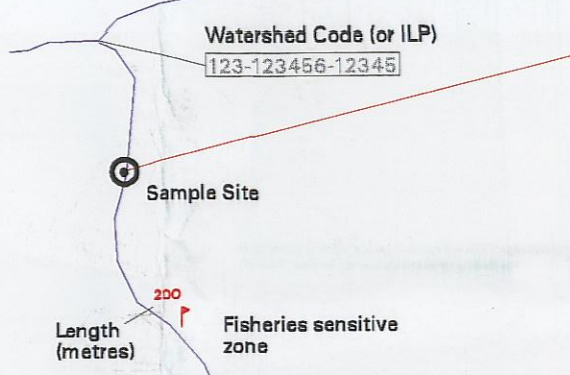 Watershed Code (or ILP)
123-123456-12345
Sample Site
200
Length
(metres)
Fisheries sensitive
zone